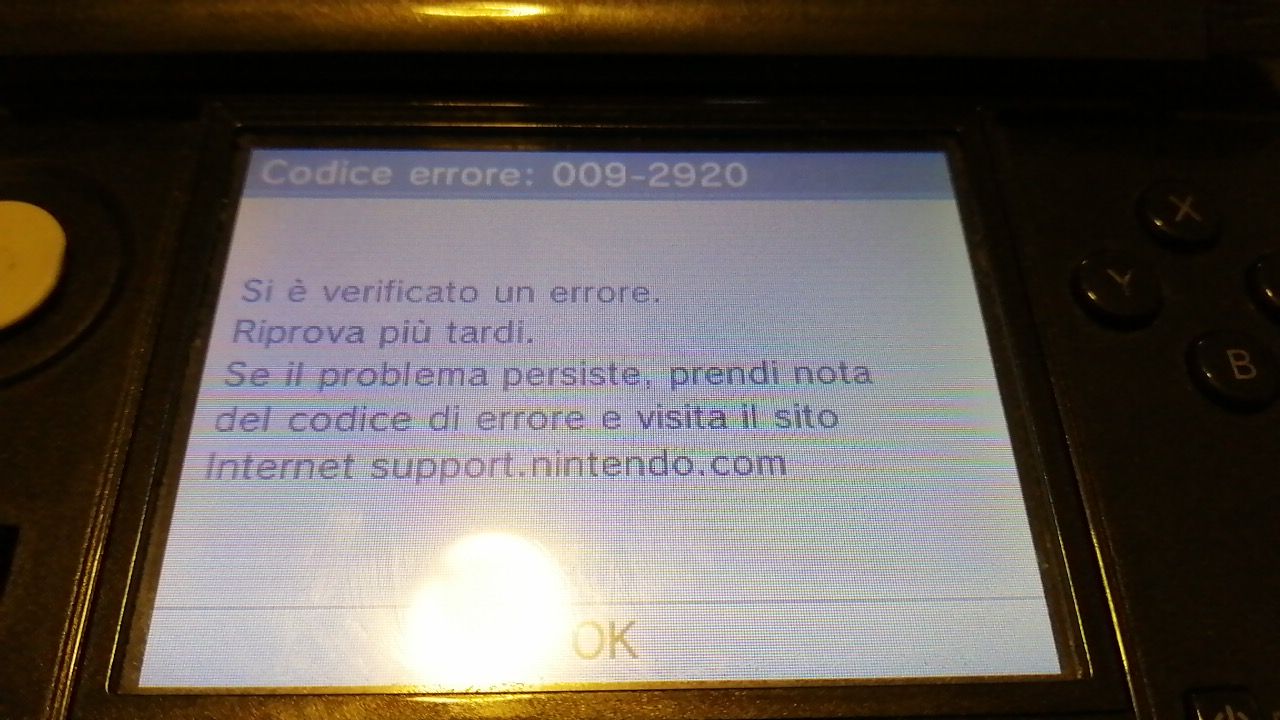 Codice errore: 009-2920
Si è verificato un errore.
Riprova più tardi.
Se il problema persiste, prendi nota
del codice di errore e visita il sito
Internet support.nintendo.com
OK
X
Y
B